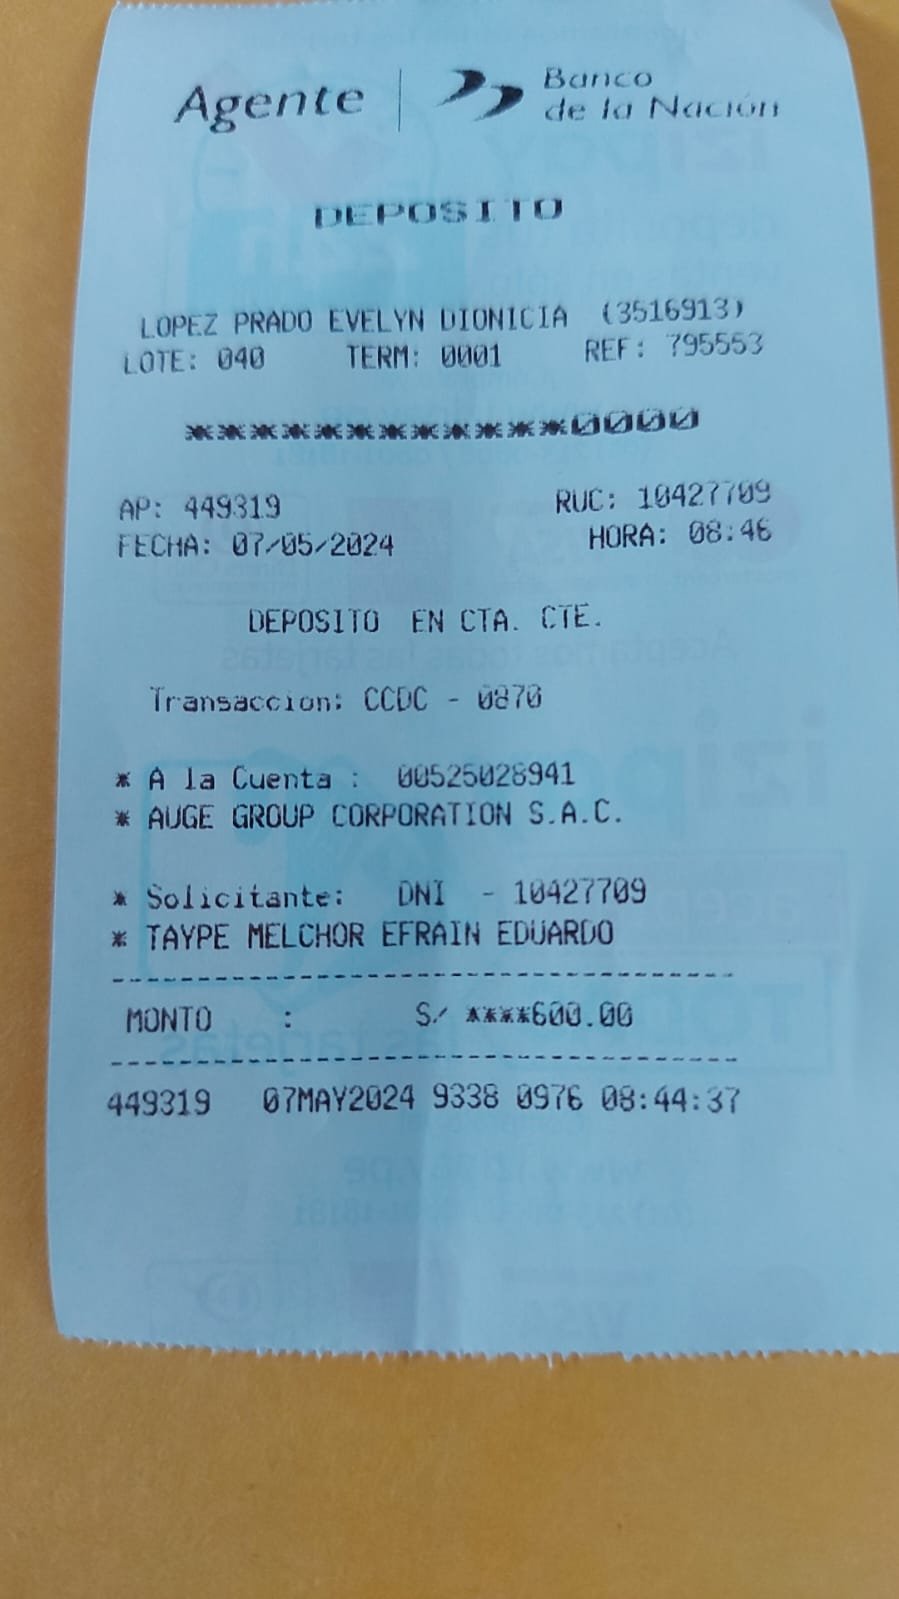 Agente | Banco
de la Nación
DEPOSITO
LOPEZ PRADO EVELYN DIONICIA (3516913)
LOTE: 040 TERM: 0001 REF: 795553
************0000
AP: 449319 RUC: 10427709
FECHA: 07/05/2024 HORA: 08:46
DEPOSITO EN CTA. CTE.
Transaccion: CCDC - 0870
* A la Cuenta : 00525028941
* AUGE GROUP CORPORATION S.A.C.
* Solicitante: DNI - 10427709
* TAYPE MELCHOR EFRAIN EDUARDO
--------------------------------------
MONTO : S/ ****600.00
--------------------------------------
449319 07MAY2024 9338 0976 08:44:37